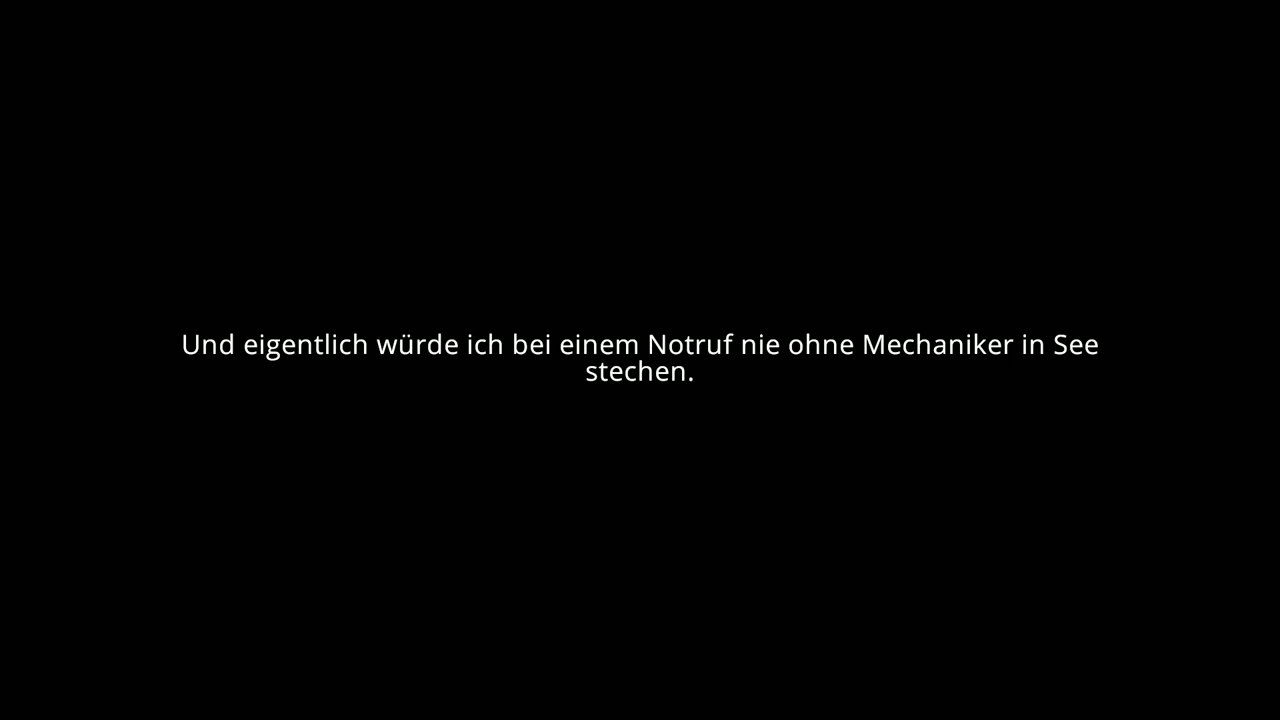 Und eigentlich würde ich bei einem Notruf nie ohne Mechaniker in See
stechen.